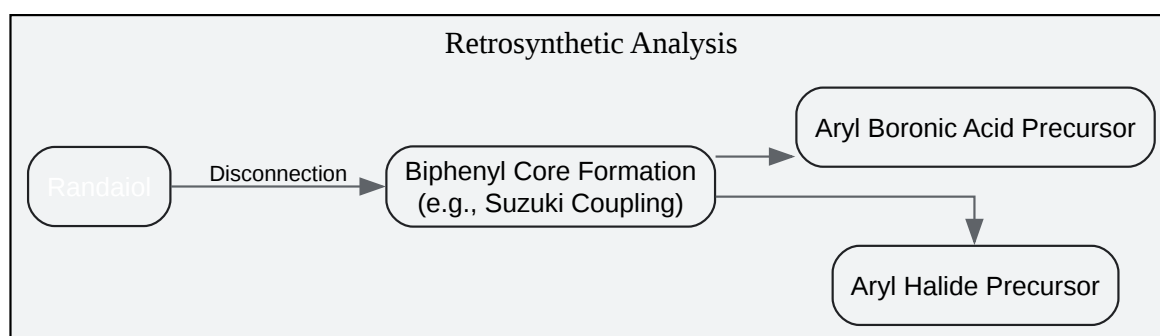 Retrosynthetic Analysis
Randaiol
Disconnection
Biphenyl Core Formation
(e.g., Suzuki Coupling)
Aryl Boronic Acid Precursor
Aryl Halide Precursor